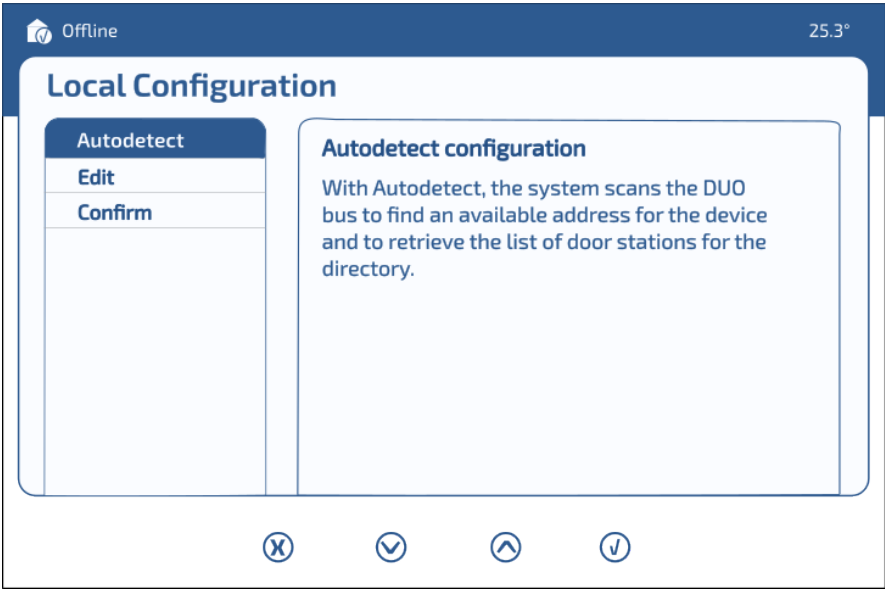 Offline
25.3°
Local Configuration
Autodetect
Edit
Confirm
Autodetect configuration
With Autodetect, the system scans the DUO
bus to find an available address for the device
and to retrieve the list of door stations for the
directory.